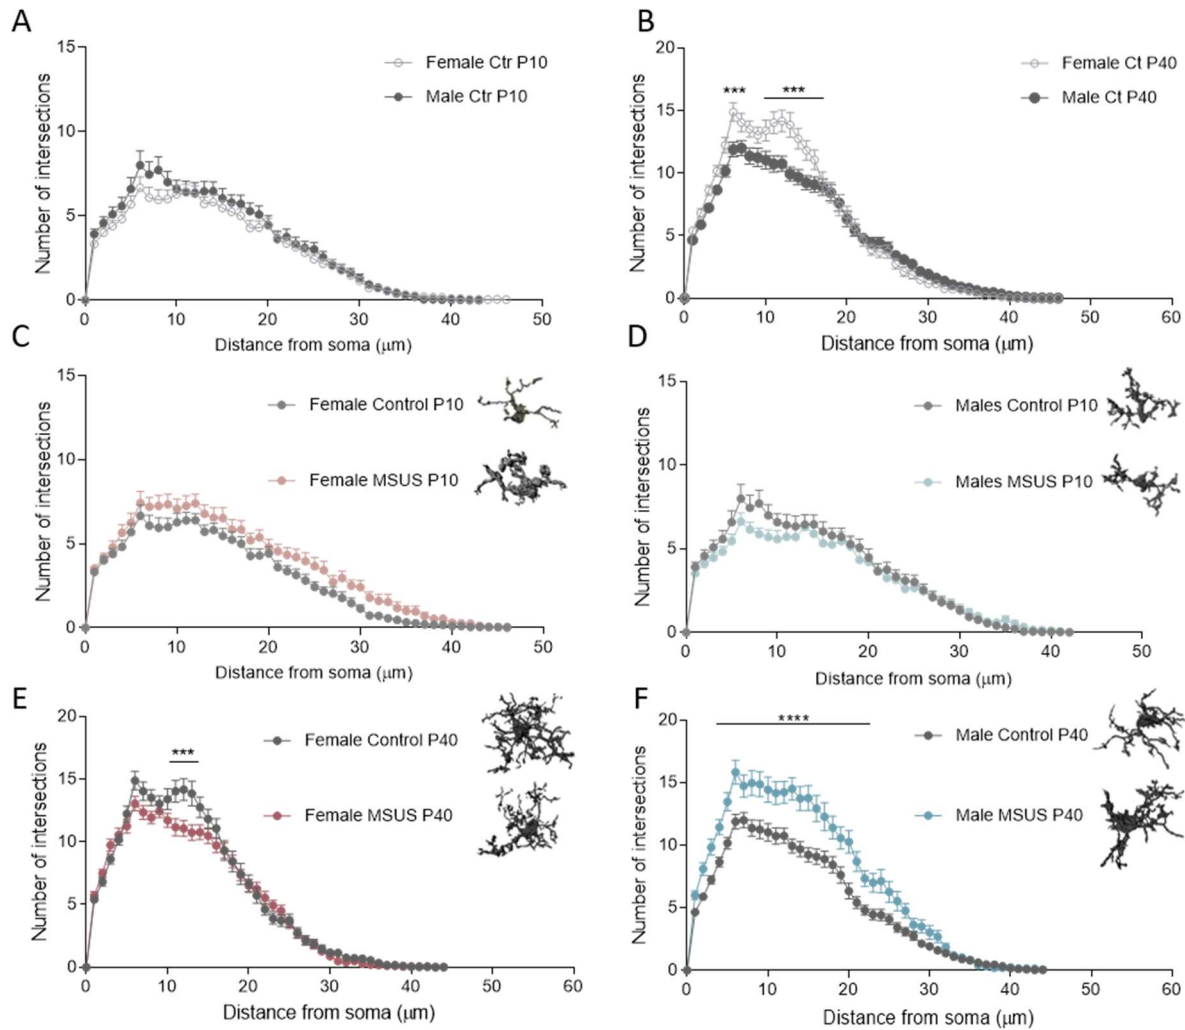 A
15
10
5
0
Number of intersections
Female Ctr P10
Male Ctr P10
0 10 20 30 40 50
Distance from soma (μm)
B
20
15
10
5
0
Number of intersections
*** ***
Female Ct P40
Male Ct P40
0 10 20 30 40 50 60
Distance from soma (μm)
C
15
10
5
0
Number of intersections
Female Control P10
Female MSUS P10
0 10 20 30 40 50
Distance from soma (μm)
D
15
10
5
0
Number of intersections
Males Control P10
Males MSUS P10
0 10 20 30 40 50
Distance from soma (μm)
E
20
15
10
5
0
Number of intersections
***
Female Control P40
Female MSUS P40
0 10 20 30 40 50 60
Distance from soma (μm)
F
20
15
10
5
0
Number of intersections
****
Male Control P40
Male MSUS P40
0 10 20 30 40 50 60
Distance from soma (μm)